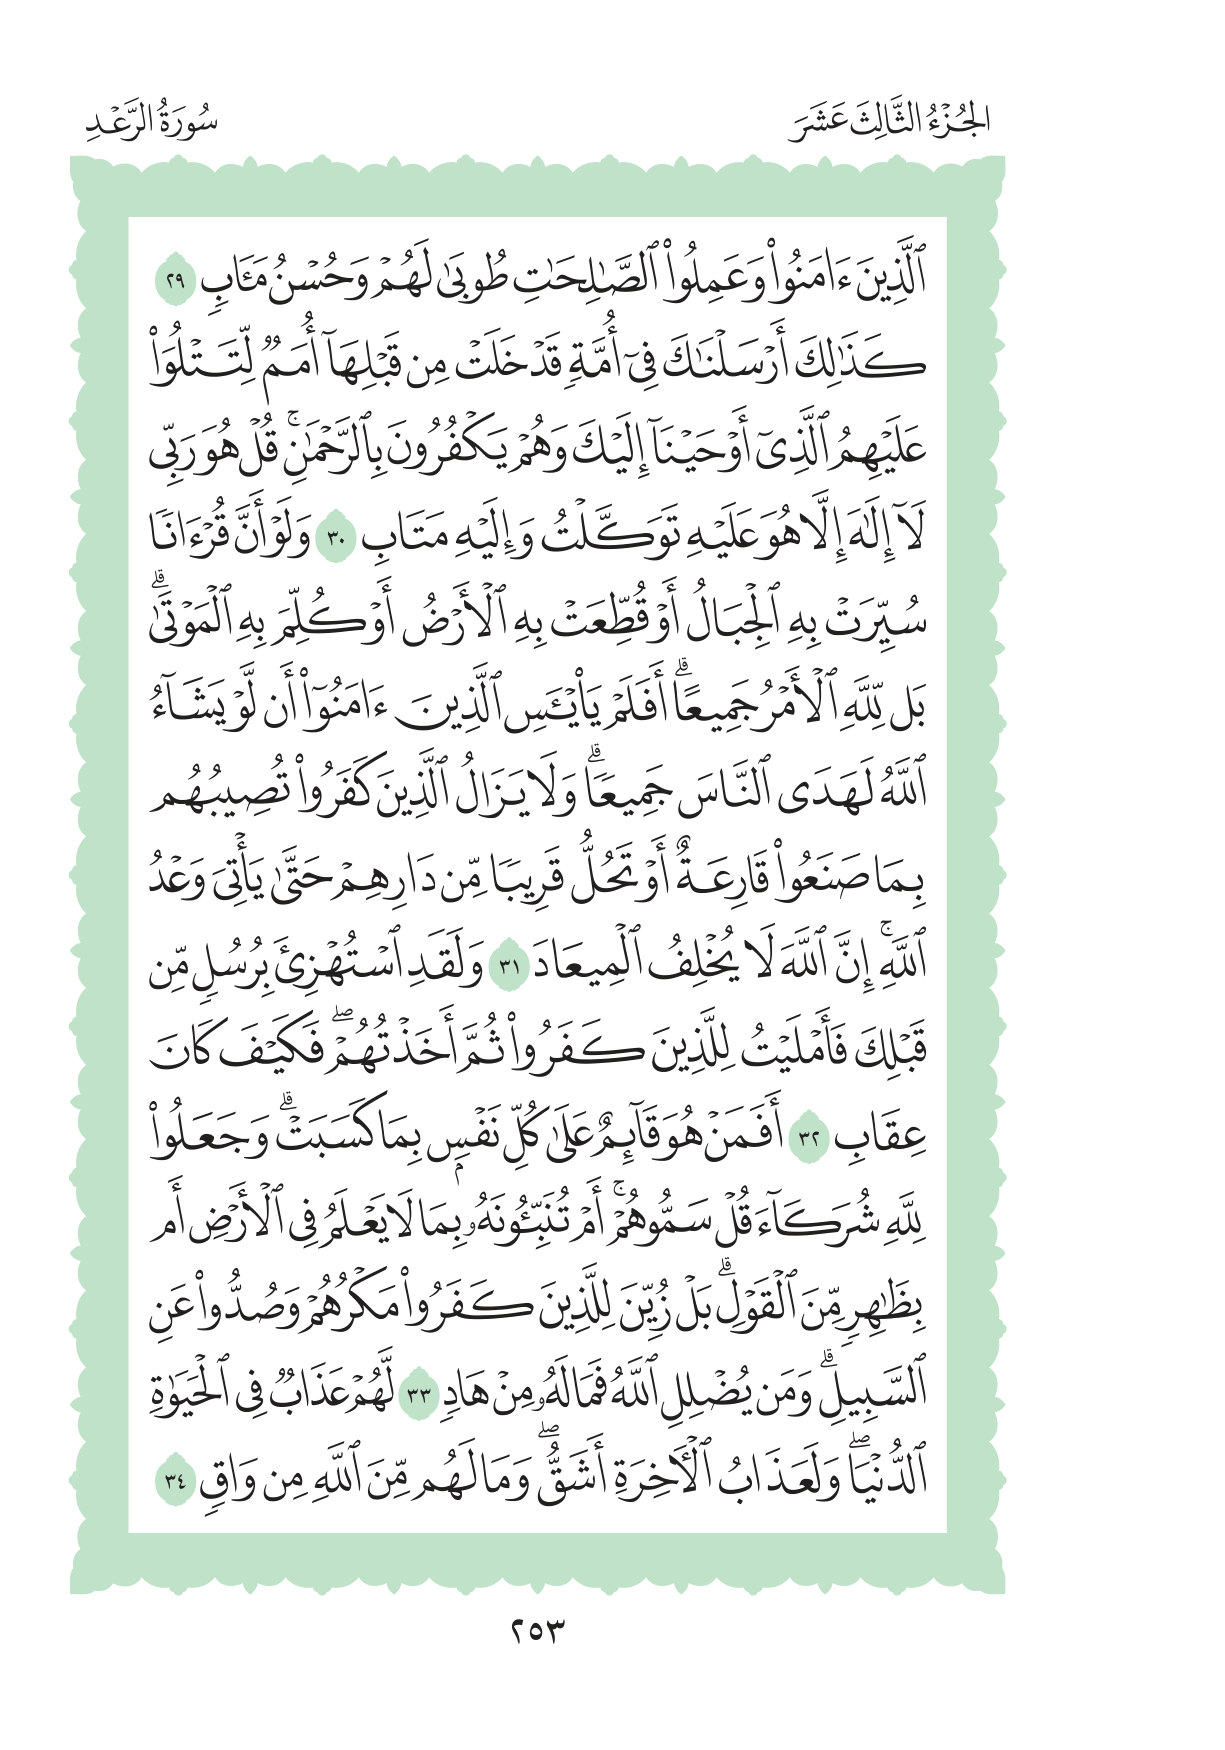 الجُزْءُ الثَّالِثَ عَشَرَ
سُورَةُ الرَّعْدِ
ٱلَّذِينَ ءَامَنُوا۟ وَعَمِلُوا۟ ٱلصَّـٰلِحَـٰتِ طُوبَىٰ لَهُمْ وَحُسْنُ مَـَٔابٍ ٢٩
كَذَٰلِكَ أَرْسَلْنَـٰكَ فِىٓ أُمَّةٍ قَدْ خَلَتْ مِن قَبْلِهَآ أُمَمٌ لِّتَتْلُوَا۟
عَلَيْهِمُ ٱلَّذِىٓ أَوْحَيْنَآ إِلَيْكَ وَهُمْ يَكْفُرُونَ بِٱلرَّحْمَـٰنِ ۚ قُلْ هُوَ رَبِّى
لَآ إِلَـٰهَ إِلَّا هُوَ عَلَيْهِ تَوَكَّلْتُ وَإِلَيْهِ مَتَابِ ٣٠ وَلَوْ أَنَّ قُرْءَانًا
سُيِّرَتْ بِهِ ٱلْجِبَالُ أَوْ قُطِّعَتْ بِهِ ٱلْأَرْضُ أَوْ كُلِّمَ بِهِ ٱلْمَوْتَىٰ ۗ
بَل لِّلَّهِ ٱلْأَمْرُ جَمِيعًا ۗ أَفَلَمْ يَا۟يْـَٔسِ ٱلَّذِينَ ءَامَنُوٓا۟ أَن لَّوْ يَشَآءُ
ٱللَّهُ لَهَدَى ٱلنَّاسَ جَمِيعًا ۗ وَلَا يَزَالُ ٱلَّذِينَ كَفَرُوا۟ تُصِيبُهُم
بِمَا صَنَعُوا۟ قَارِعَةٌ أَوْ تَحُلُّ قَرِيبًا مِّن دَارِهِمْ حَتَّىٰ يَأْتِىَ وَعْدُ
ٱللَّهِ ۚ إِنَّ ٱللَّهَ لَا يُخْلِفُ ٱلْمِيعَادَ ٣١ وَلَقَدِ ٱسْتُهْزِئَ بِرُسُلٍ مِّن
قَبْلِكَ فَأَمْلَيْتُ لِلَّذِينَ كَفَرُوا۟ ثُمَّ أَخَذْتُهُمْ ۖ فَكَيْفَ كَانَ
عِقَابِ ٣٢ أَفَمَنْ هُوَ قَآئِمٌ عَلَىٰ كُلِّ نَفْسٍۭ بِمَا كَسَبَتْ ۗ وَجَعَلُوا۟
لِلَّهِ شُرَكَآءَ قُلْ سَمُّوهُمْ ۚ أَمْ تُنَبِّـُٔونَهُۥ بِمَا لَا يَعْلَمُ فِى ٱلْأَرْضِ أَم
بِظَـٰهِرٍ مِّنَ ٱلْقَوْلِ ۗ بَلْ زُيِّنَ لِلَّذِينَ كَفَرُوا۟ مَكْرُهُمْ وَصُدُّوا۟ عَنِ
ٱلسَّبِيلِ ۗ وَمَن يُضْلِلِ ٱللَّهُ فَمَا لَهُۥ مِنْ هَادٍ ٣٣ لَّهُمْ عَذَابٌ فِى ٱلْحَيَوٰةِ
ٱلدُّنْيَا ۖ وَلَعَذَابُ ٱلْـَٔاخِرَةِ أَشَقُّ ۖ وَمَا لَهُم مِّنَ ٱللَّهِ مِن وَاقٍ ٣٤
٢٥٣